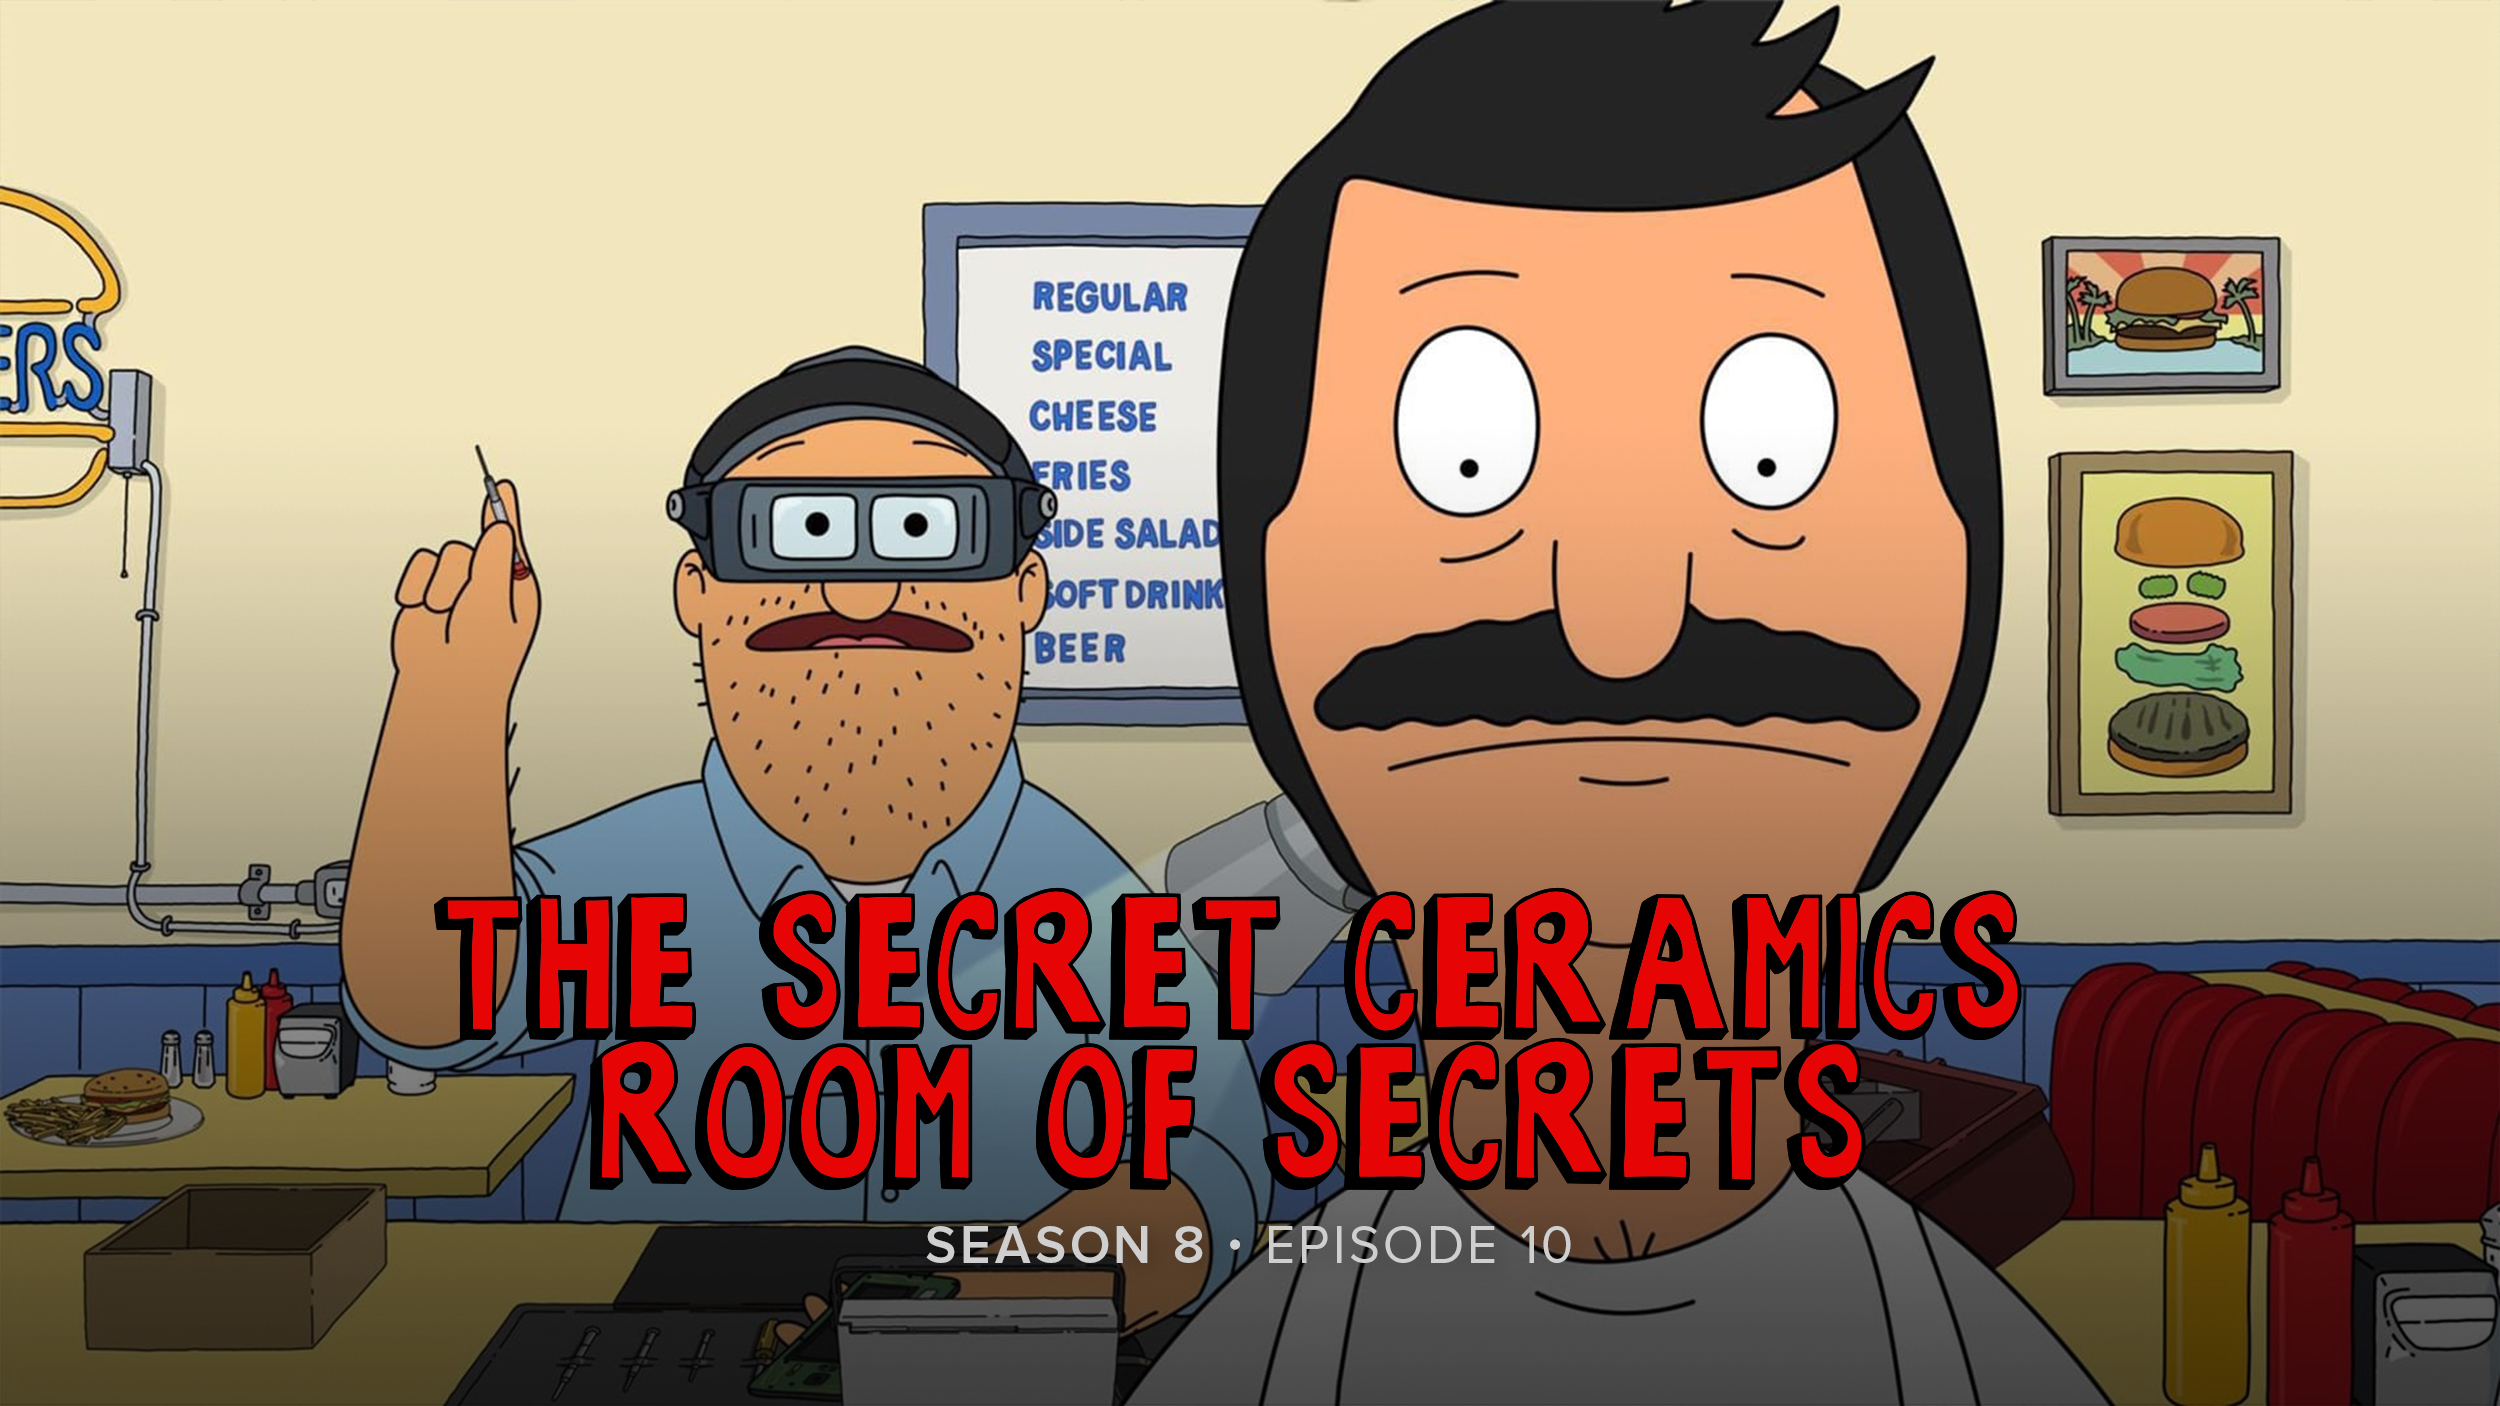 ERS
REGULAR
SPECIAL
CHEESE
FRIES
SIDE SALAD
SOFT DRINK
BEER
THE SECRET CERAMICS
ROOM OF SECRETS
SEASON 8 • EPISODE 10